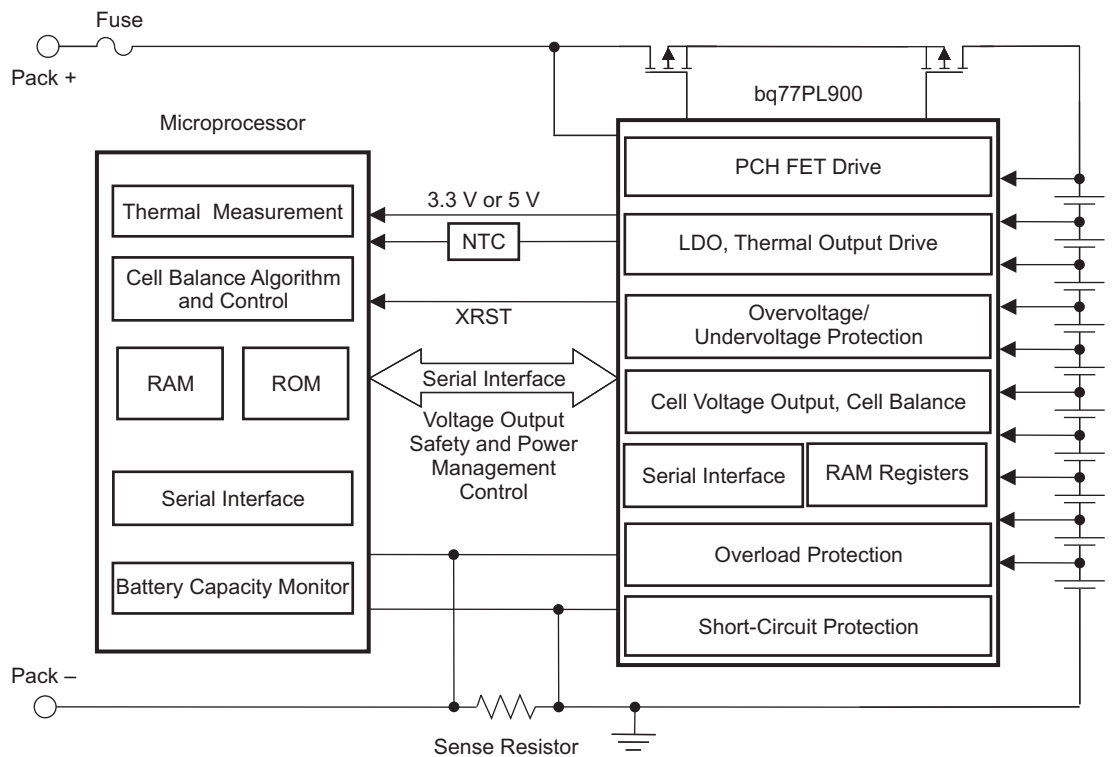 Fuse
Pack +
bq77PL900
Microprocessor
PCH FET Drive
Thermal Measurement
3.3 V or 5 V
NTC
LDO, Thermal Output Drive
Cell Balance Algorithm
and Control
XRST
Overvoltage/
Undervoltage Protection
RAM
ROM
Serial Interface
Voltage Output
Safety and Power
Management
Control
Cell Voltage Output, Cell Balance
Serial Interface
RAM Registers
Serial Interface
Overload Protection
Battery Capacity Monitor
Short-Circuit Protection
Pack –
Sense Resistor